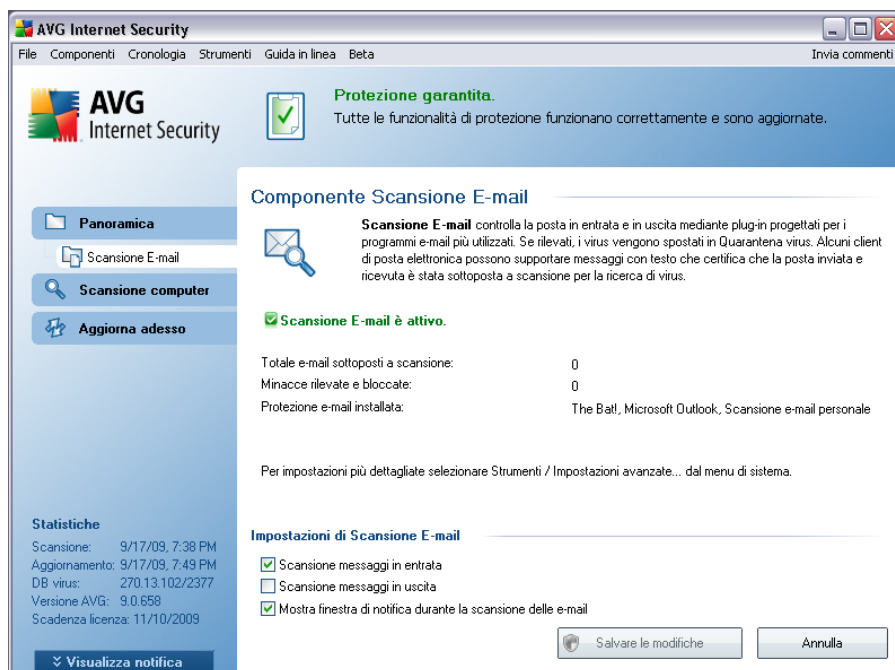 AVG Internet Security
File Componenti Cronologia Strumenti Guida in linea Beta Invia commenti
AVG
Internet Security
Protezione garantita.
Tutte le funzionalità di protezione funzionano correttamente e sono aggiornate.
Panoramica
Scansione E-mail
Scansione computer
Aggiorna adesso
Componente Scansione E-mail
Scansione E-mail controlla la posta in entrata e in uscita mediante plug-in progettati per i
programmi e-mail più utilizzati. Se rilevati, i virus vengono spostati in Quarantena virus. Alcuni client
di posta elettronica possono supportare messaggi con testo che certifica che la posta inviata e
ricevuta è stata sottoposta a scansione per la ricerca di virus.
Scansione E-mail è attivo.
Totale e-mail sottoposti a scansione: 0
Minacce rilevate e bloccate: 0
Protezione e-mail installata: The Bat!, Microsoft Outlook, Scansione e-mail personale
Per impostazioni più dettagliate selezionare Strumenti / Impostazioni avanzate... dal menu di sistema.
Impostazioni di Scansione E-mail
Scansione messaggi in entrata
Scansione messaggi in uscita
Mostra finestra di notifica durante la scansione delle e-mail
Salvare le modifiche
Annulla
Statistiche
Scansione: 9/17/09, 7:38 PM
Aggiornamento: 9/17/09, 7:49 PM
DB virus: 270.13.102/2377
Versione AVG: 9.0.658
Scadenza licenza: 11/10/2009
Visualizza notifica